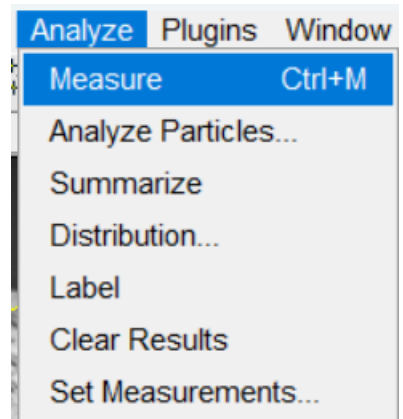 Analyze Plugins Window
Measure Ctrl+M
Analyze Particles...
Summarize
Distribution...
Label
Clear Results
Set Measurements...